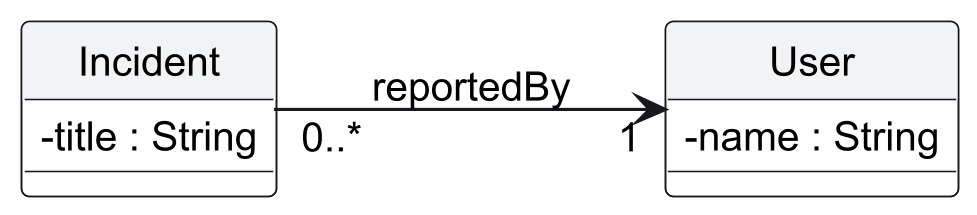 Incident
-title : String
reportedBy
0..*
1
User
-name : String